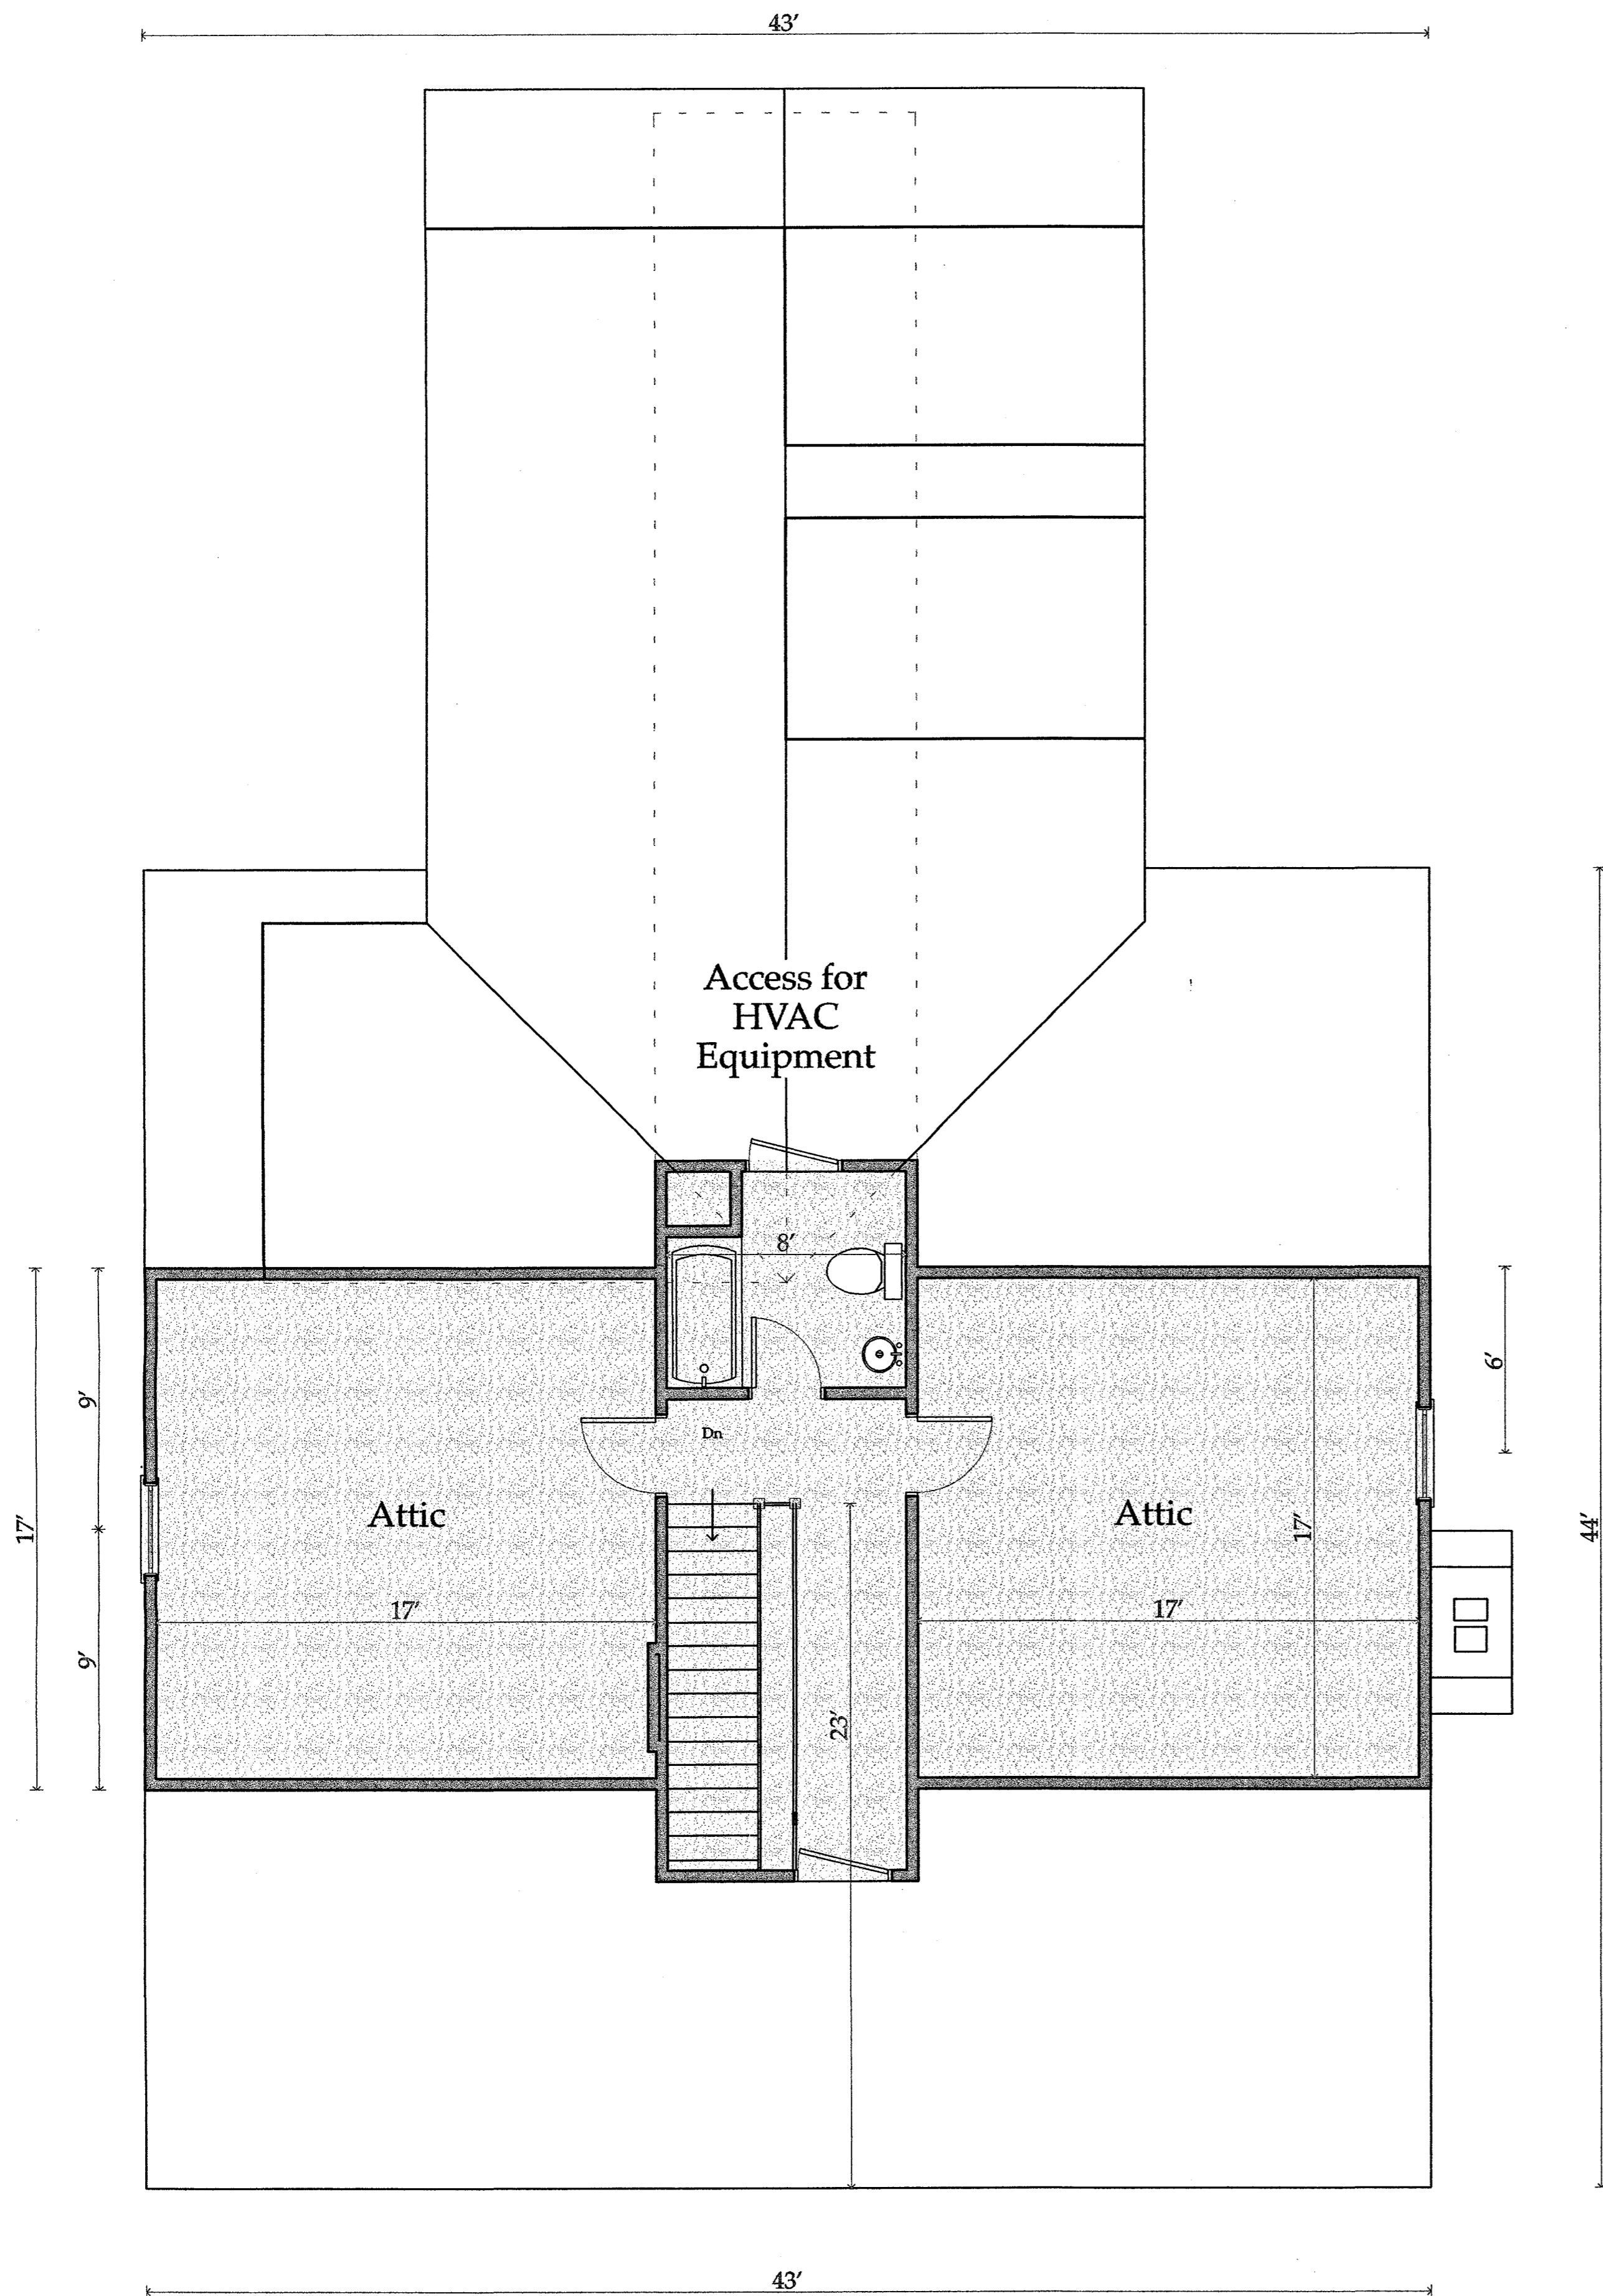 43'
Access for
HVAC
Equipment
8'
6'
9'
Dn
Attic
Attic
17'
17'
44'
17'
17'
9'
23'
43'